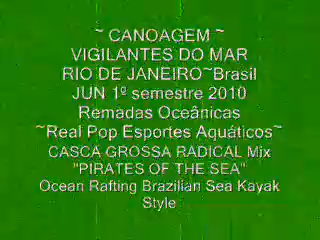 ~ CANOAGEM ~
VIGILANTES DO MAR
RIO DE JANEIRO~Brasil
JUN 1º semestre 2010
Remadas Oceânicas
~Real Pop Esportes Aquáticos~
CASCA GROSSA RADICAL Mix
"PIRATES OF THE SEA"
Ocean Rafting Brazilian Sea Kayak
Style